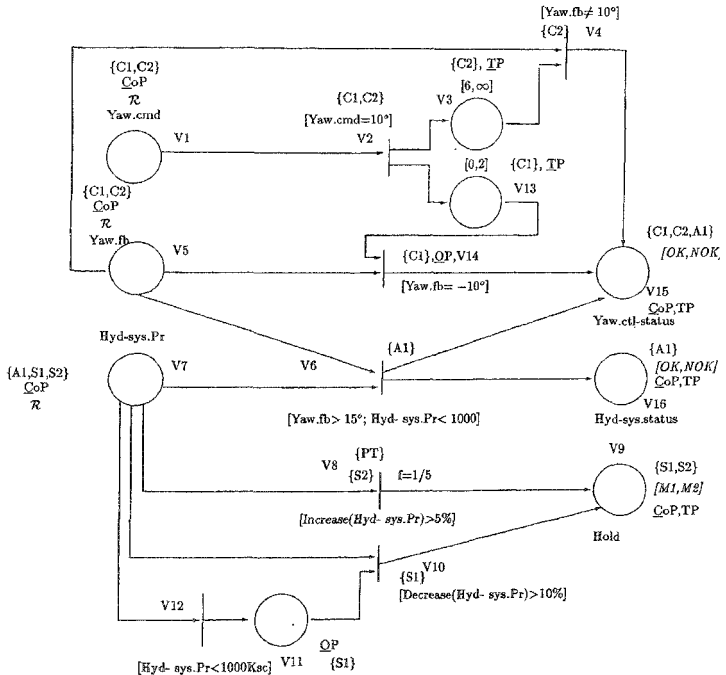 [Yaw.fb≠ 10°]
{C2} V4
{C1,C2}
CoP
R
Yaw.cmd
V1
{C1,C2}
[Yaw.cmd=10°]
V2
{C2}, TP
[6,∞]
V3
[0,2]
{C1}, TP
V13
{C1,C2}
CoP
R
Yaw.fb
V5
{C1},OP,V14
[Yaw.fb= −10°]
{C1,C2,A1}
[OK,NOK]
V15
CoP,TP
Yaw.ctl-status
Hyd-sys.Pr
{A1,S1,S2}
CoP
R
V7
V6
{A1}
[Yaw.fb> 15°; Hyd- sys.Pr< 1000]
{A1}
[OK,NOK]
CoP,TP
V16
Hyd-sys.status
{PT}
V8
{S2}
f=1/5
[Increase(Hyd- sys.Pr)>5%]
V9
{S1,S2}
[M1,M2]
CoP,TP
Hold
V10
{S1}
[Decrease(Hyd- sys.Pr)>10%]
V12
[Hyd- sys.Pr<1000Ksc]
V11
OP
{S1}